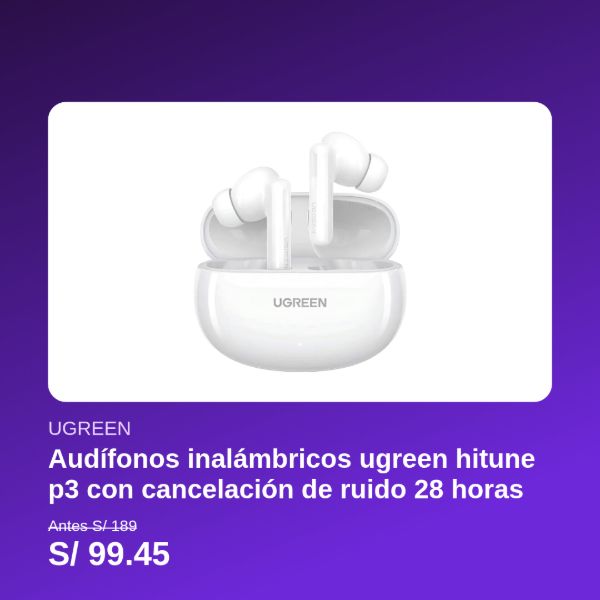 UGREEN
UGREEN
Audífonos inalámbricos ugreen hitune
p3 con cancelación de ruido 28 horas
Antes S/ 189
S/ 99.45